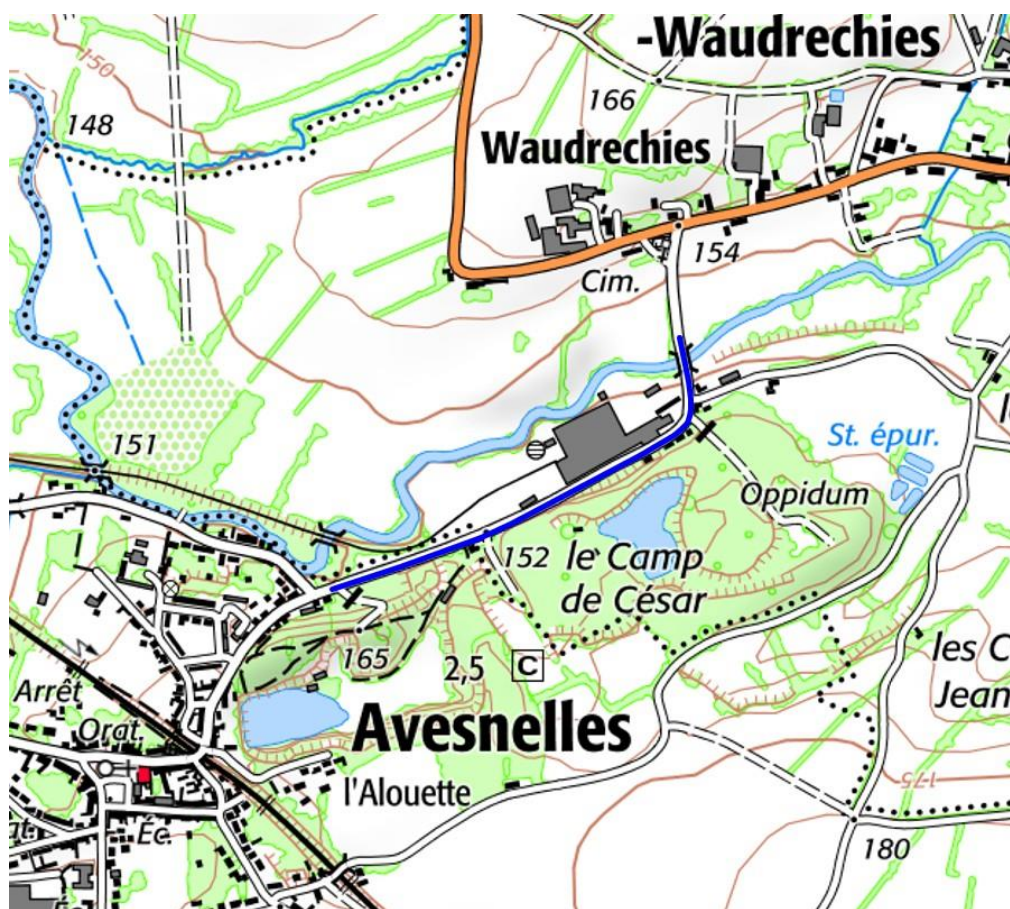 -Waudrechies
150
166
148
Waudrechies
154
Cim.
151
St. épur.
Oppidum
152
le Camp
de César
165
2,5
C
les C
Jean
Arrêt
Orat.
Avesnelles
175
l'Alouette
Éc.
180